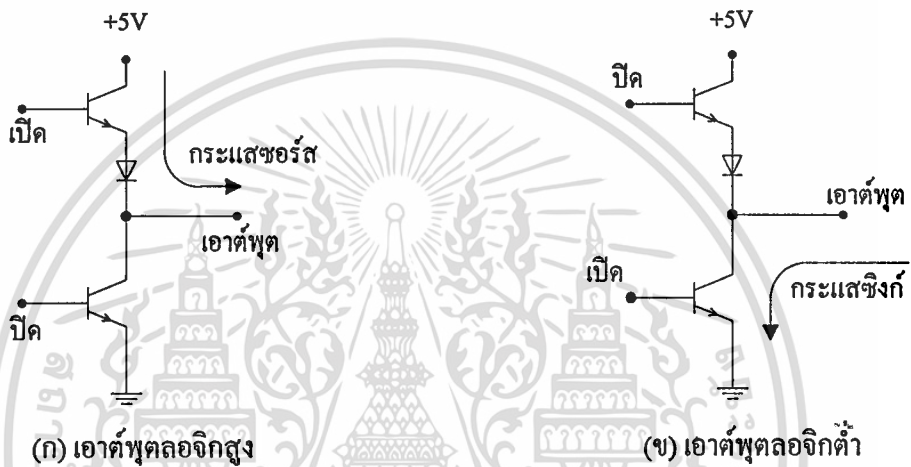 +5V
เปิด
กระแสซอร์ส
เอาต์พุต
ปิด
(ก) เอาต์พุตลอจิกสูง
+5V
ปิด
เอาต์พุต
เปิด
กระแสซิงก์
(ข) เอาต์พุตลอจิกต่ำ